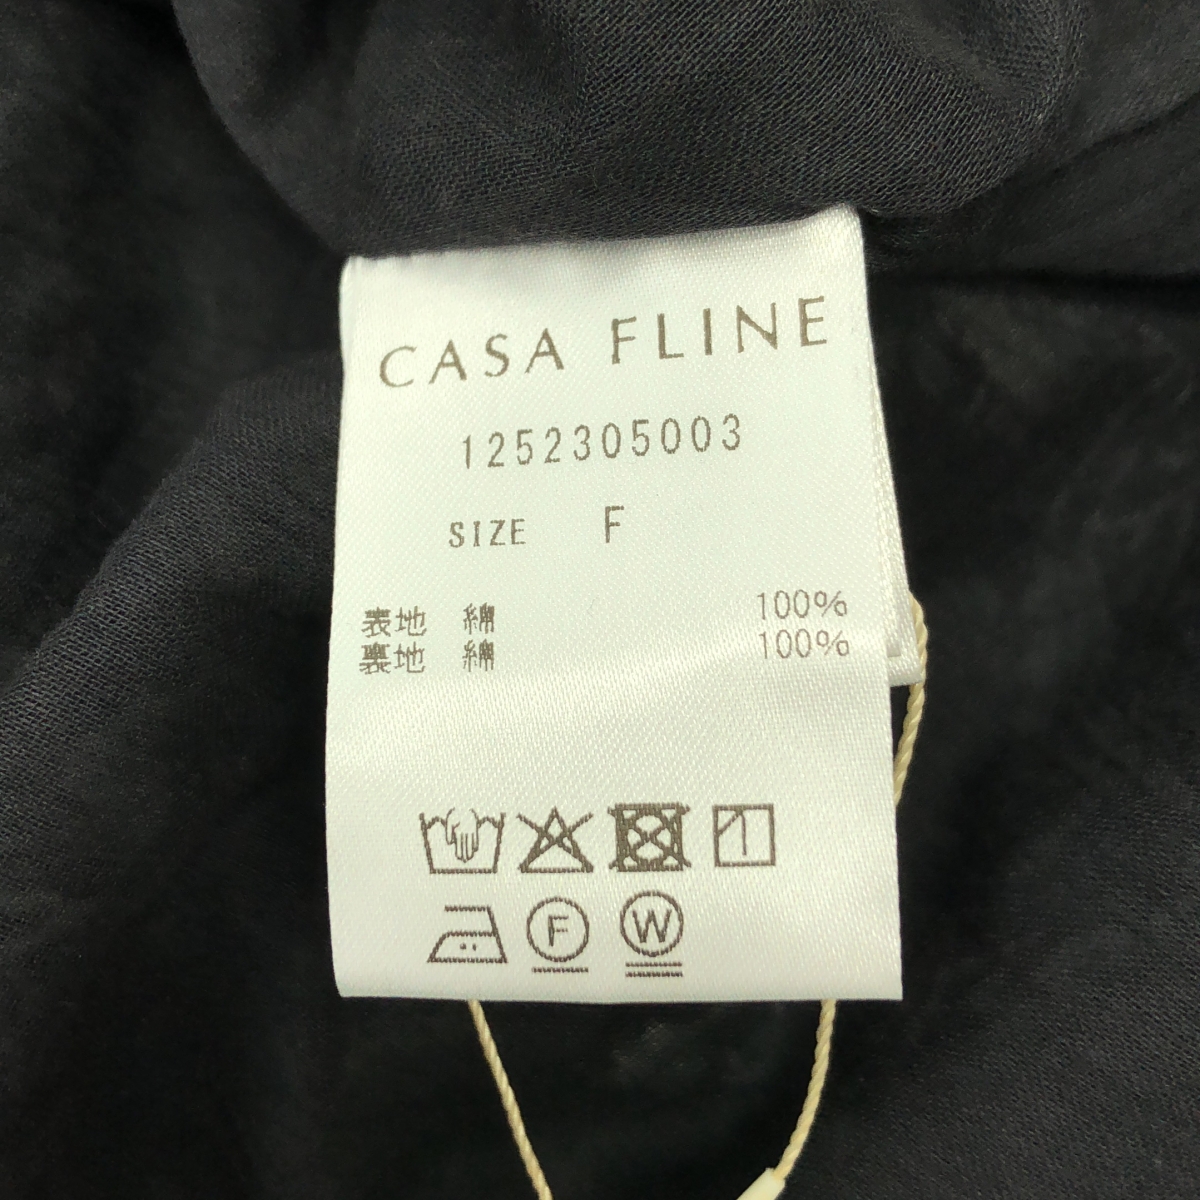 CASA FLINE
1252305003
SIZE F
表地 綿 100%
裏地 綿 100%
F W